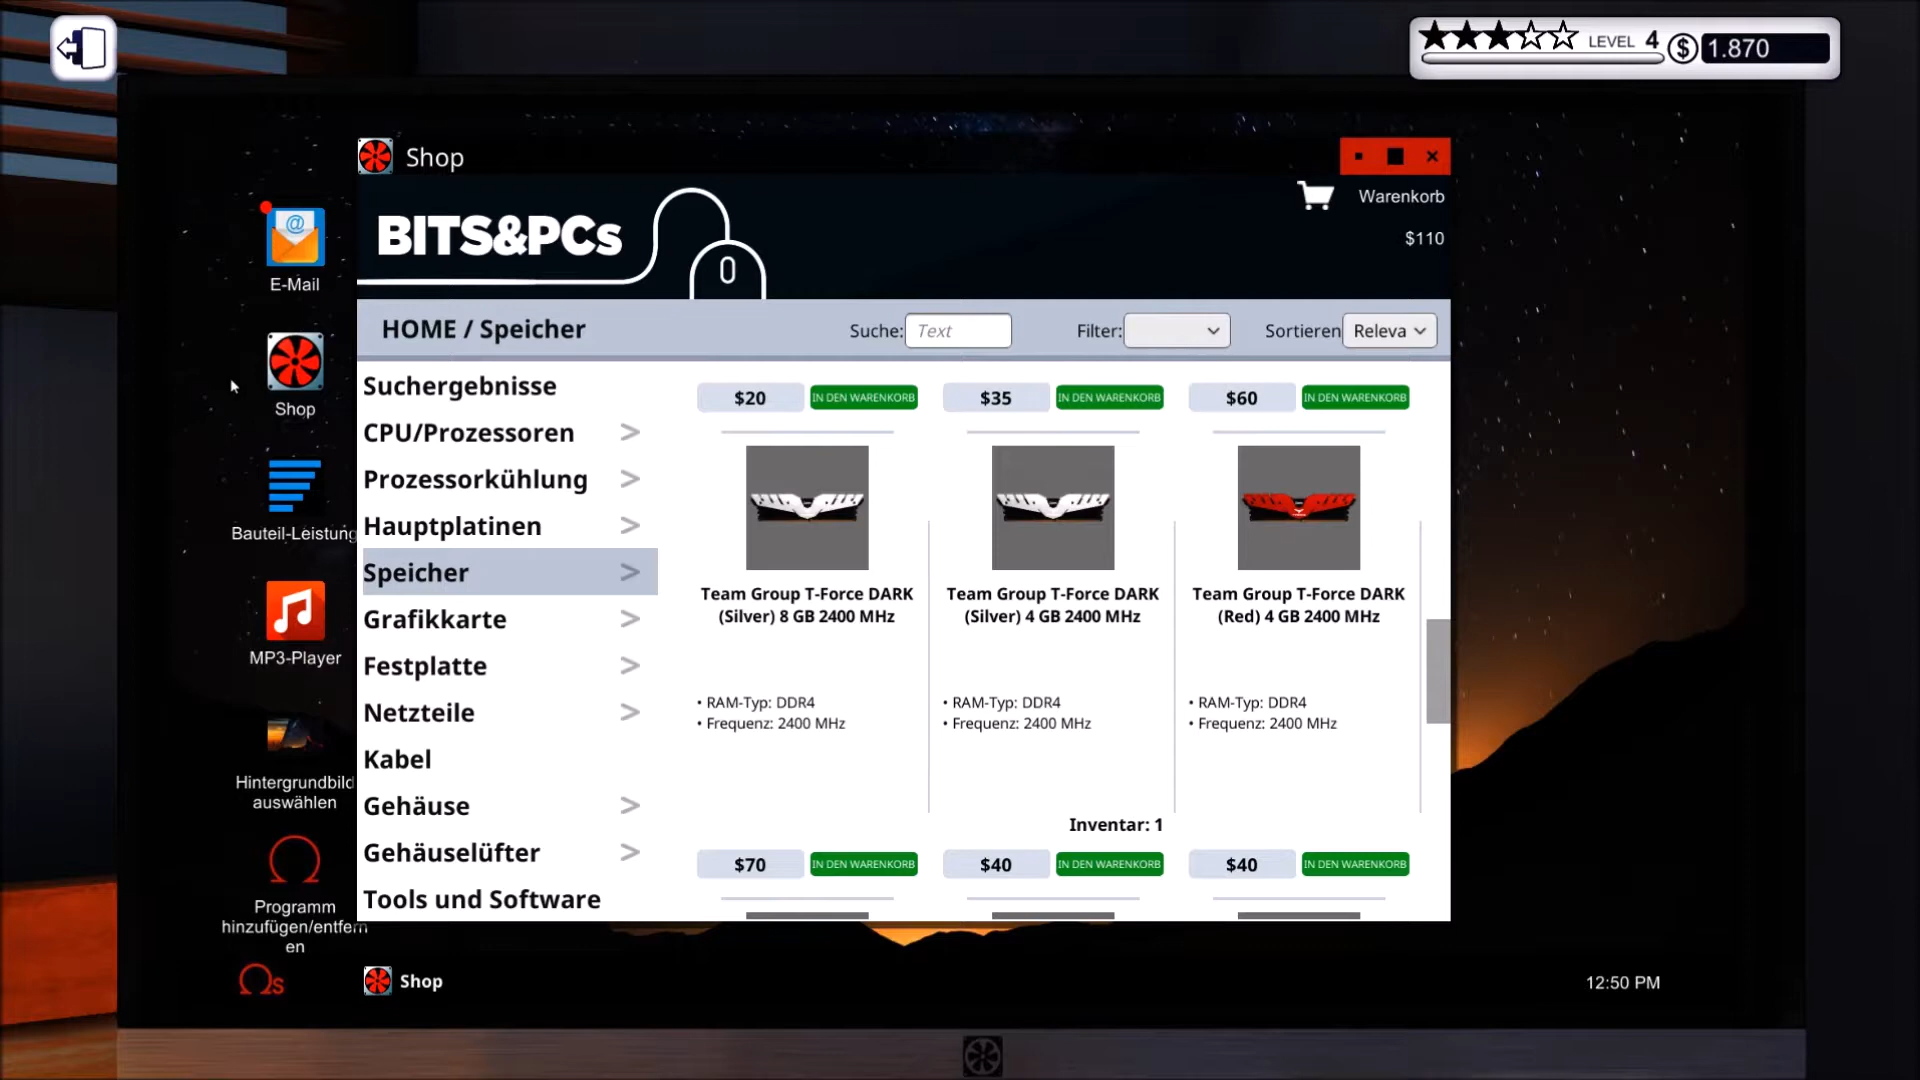 LEVEL 4 $ 1.870
Shop
Warenkorb
$110
BITS&PCs
HOME / Speicher
Suche: Text
Filter:
Sortieren Releva
E-Mail
Shop
Bauteil-Leistung
MP3-Player
Hintergrundbild
auswählen
Programm
hinzufügen/entfern
en
Suchergebnisse
CPU/Prozessoren >
Prozessorkühlung >
Hauptplatinen >
Speicher >
Grafikkarte >
Festplatte >
Netzteile >
Kabel
Gehäuse >
Gehäuselüfter >
Tools und Software
$20 IN DEN WARENKORB
$35 IN DEN WARENKORB
$60 IN DEN WARENKORB
Team Group T-Force DARK
(Silver) 8 GB 2400 MHz
• RAM-Typ: DDR4
• Frequenz: 2400 MHz
$70 IN DEN WARENKORB
Team Group T-Force DARK
(Silver) 4 GB 2400 MHz
• RAM-Typ: DDR4
• Frequenz: 2400 MHz
Inventar: 1
$40 IN DEN WARENKORB
Team Group T-Force DARK
(Red) 4 GB 2400 MHz
• RAM-Typ: DDR4
• Frequenz: 2400 MHz
$40 IN DEN WARENKORB
Ωs
Shop
12:50 PM